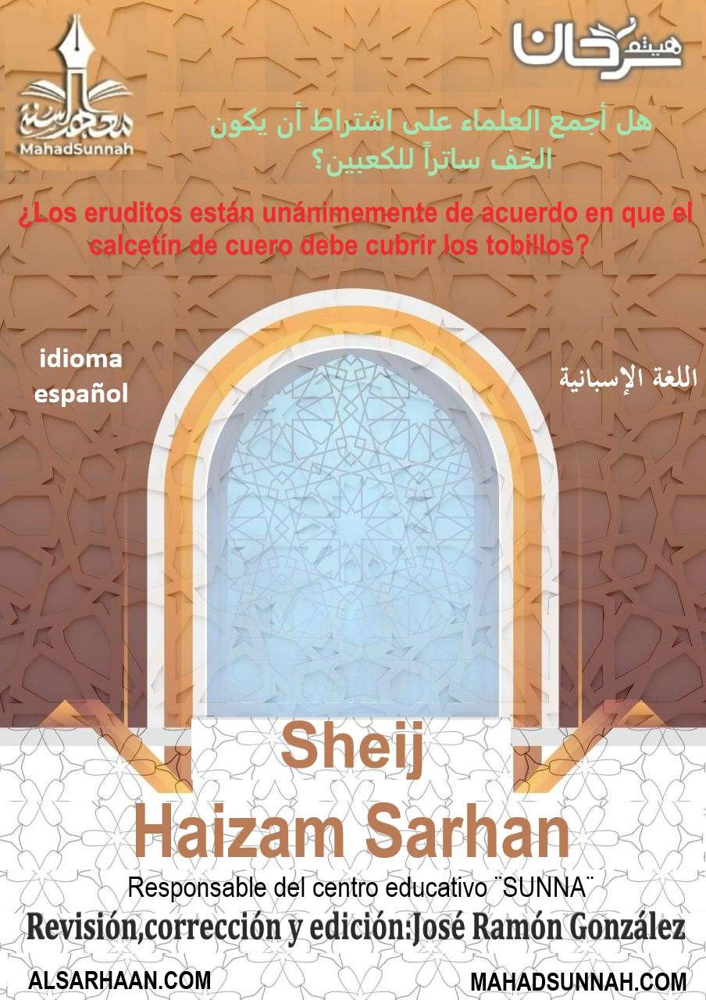 معهد السنة
MahadSunnah
هيثم سرحان
هل أجمع العلماء على اشتراط أن يكون
الخف ساتراً للكعبين؟
¿Los eruditos están unánimemente de acuerdo en que el
calcetín de cuero debe cubrir los tobillos?
idioma
español
اللغة الإسبانية
Sheij
Haizam Sarhan
Responsable del centro educativo ¨SUNNA¨
Revisión,corrección y edición:José Ramón González
ALSARHAAN.COM
MAHADSUNNAH.COM